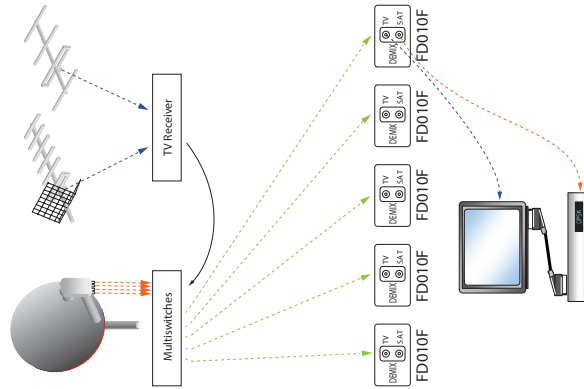 TV Receiver
Multiswitches
TV
DEMIX SAT
FD010F
TV
DEMIX SAT
FD010F
TV
DEMIX SAT
FD010F
TV
DEMIX SAT
FD010F
TV
DEMIX SAT
FD010F